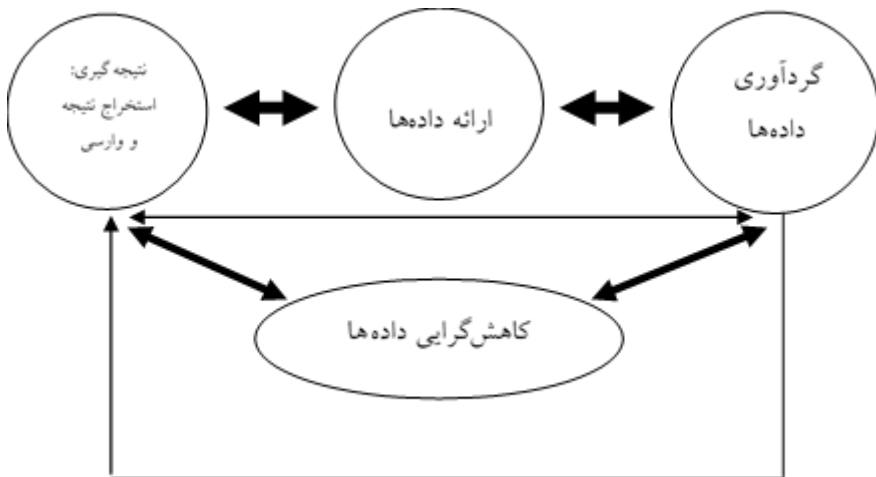 گردآوری
داده‌ها
ارائه داده‌ها
نتیجه‌گیری:
استخراج نتیجه
و وارسی
کاهش‌گرایی داده‌ها